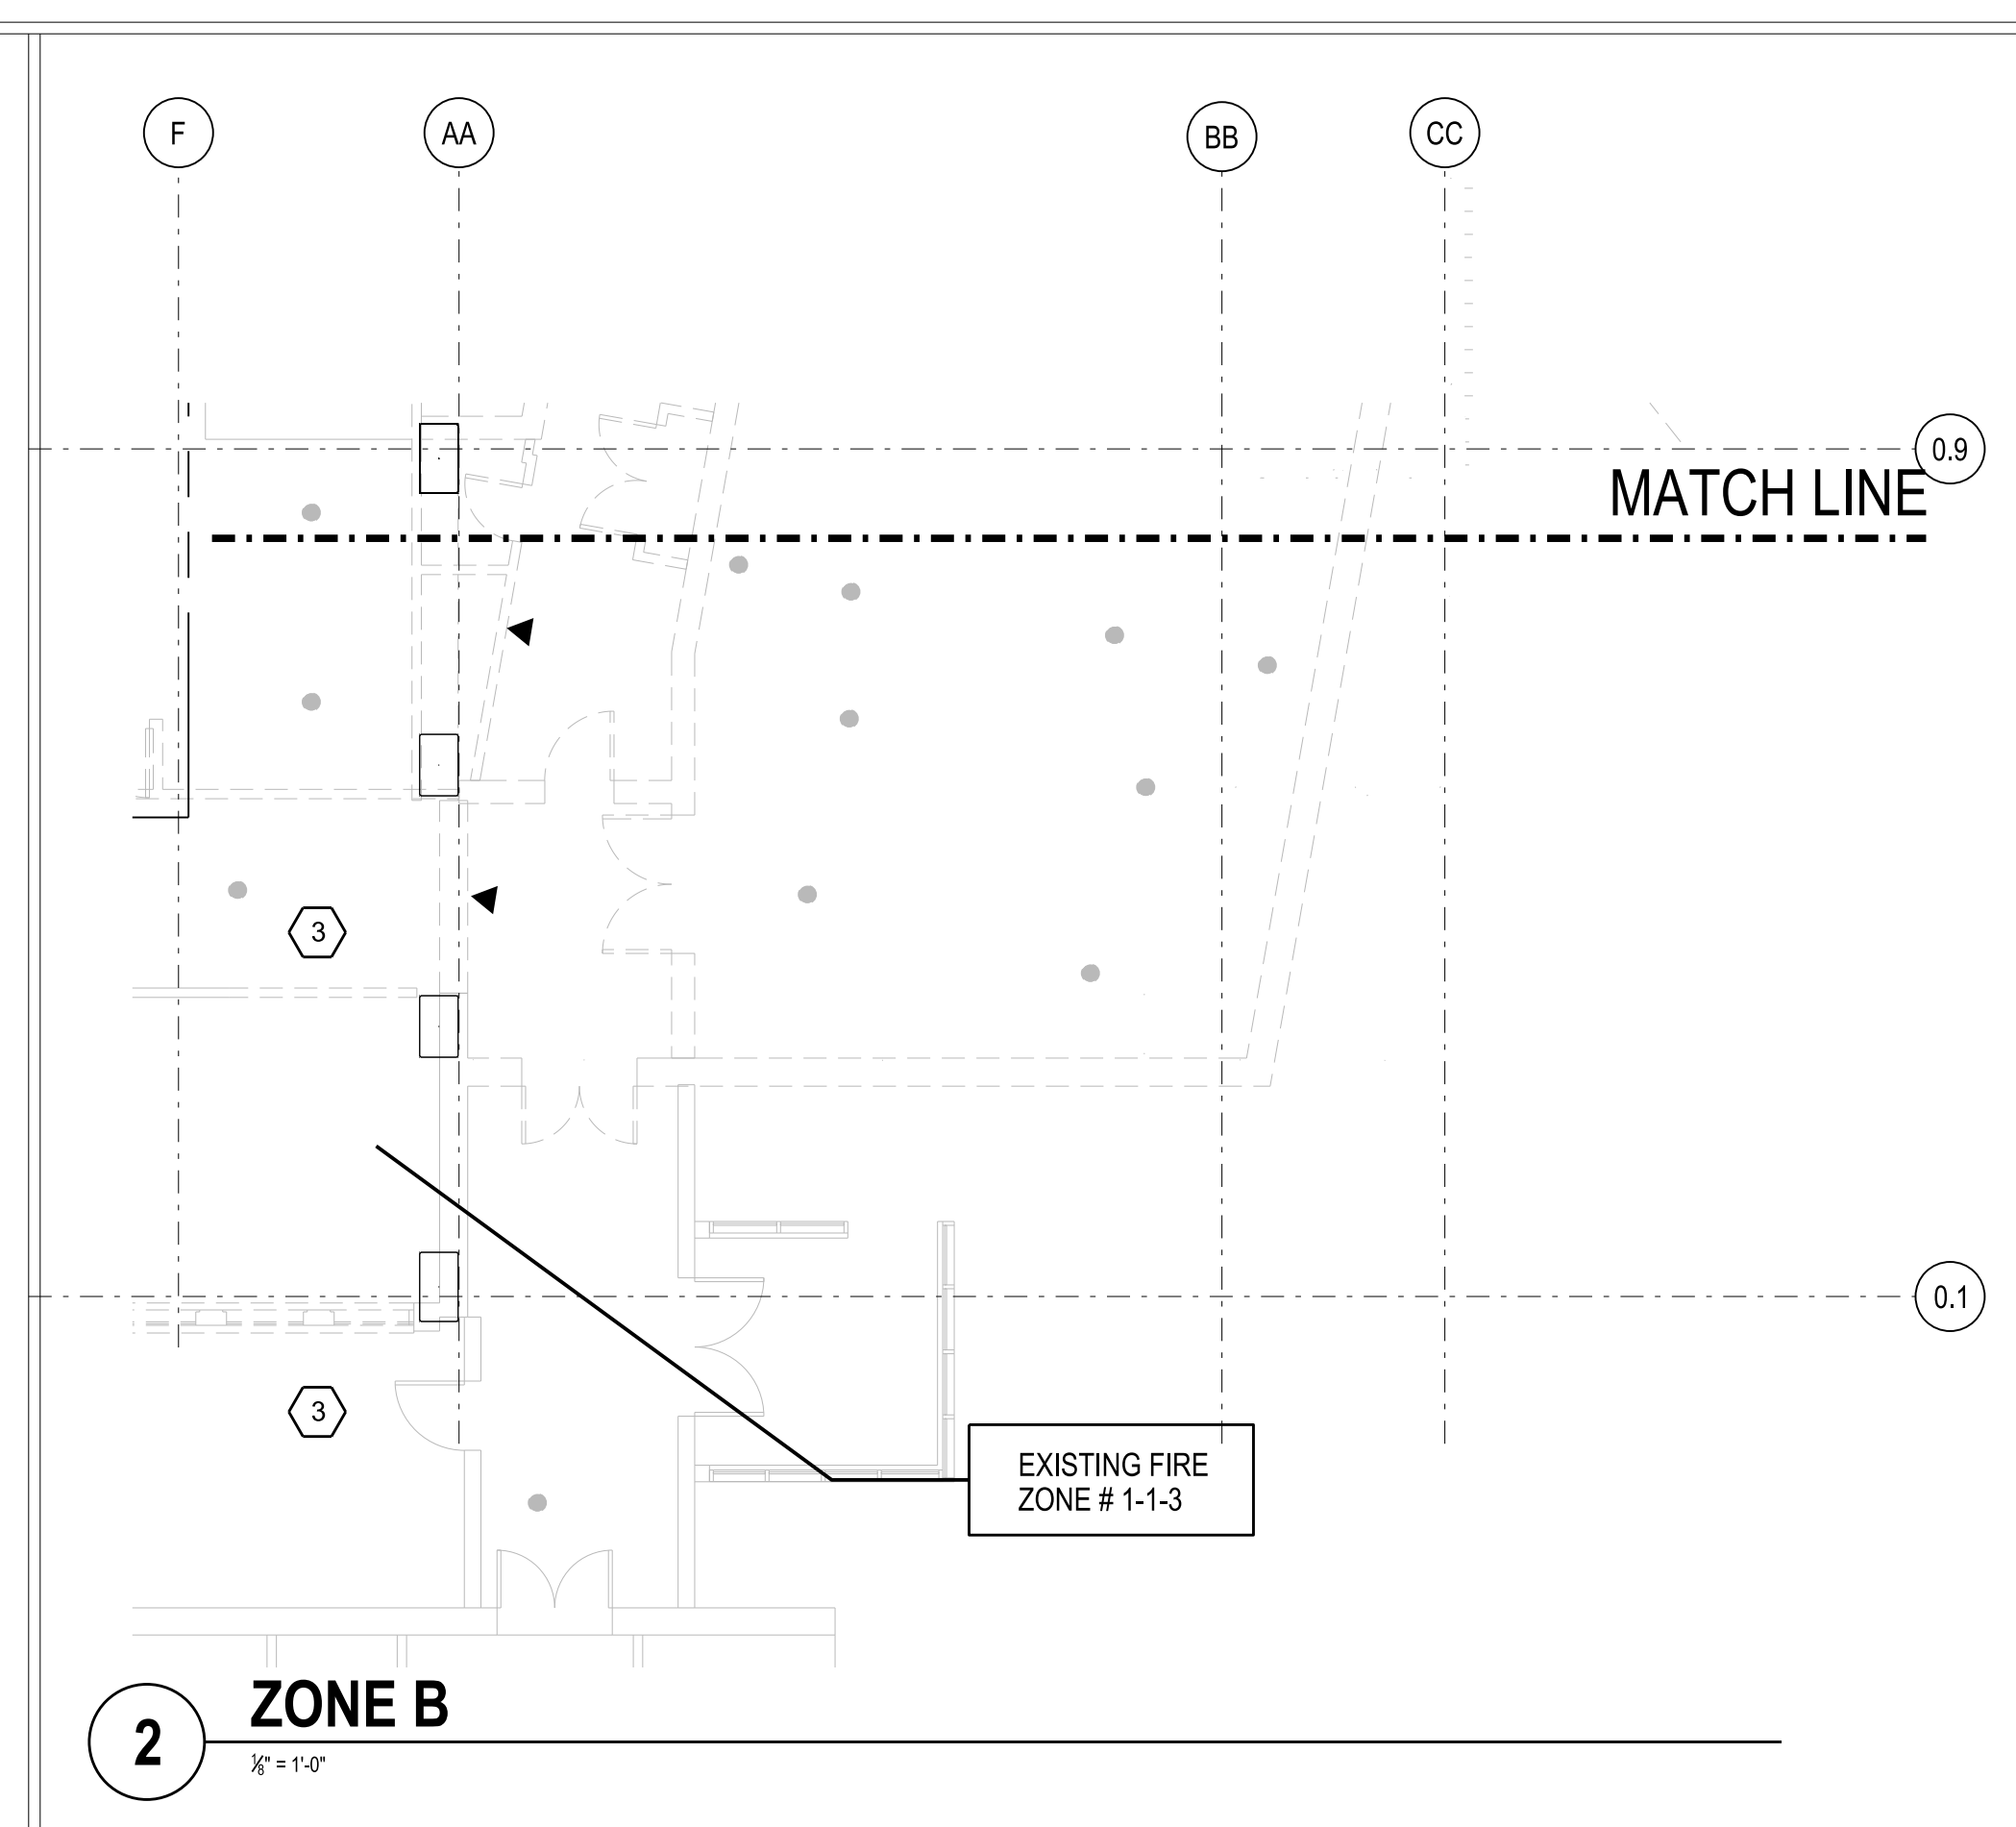 F
AA
BB
CC
0.9
MATCH LINE
3
0.1
3
EXISTING FIRE
ZONE # 1-1-3
ZONE B
2
⅛" = 1'-0"